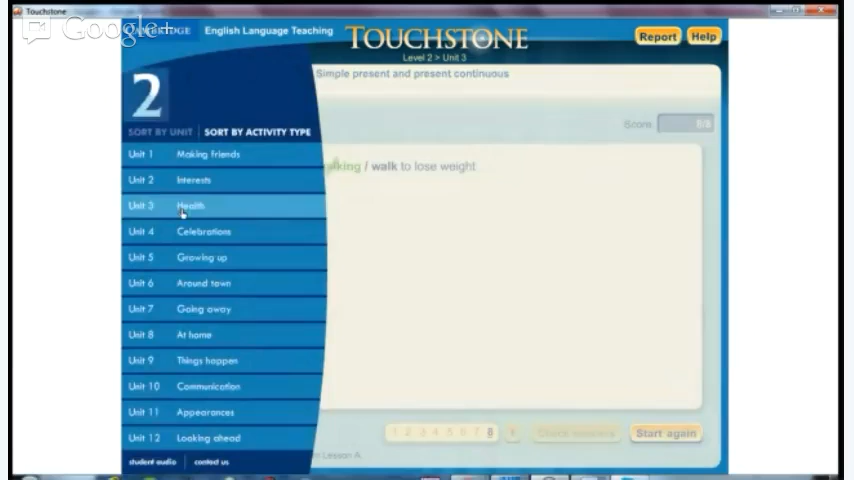 Touchstone
Google+
CAMBRIDGE English Language Teaching
TOUCHSTONE
Report Help
Level 2 > Unit 3
Simple present and present continuous
2
Score 8/8
SORT BY UNIT SORT BY ACTIVITY TYPE
Unit 1 Making friends
/ walk to lose weight
Unit 2 Interests
Unit 3 Health
Unit 4 Celebrations
Unit 5 Growing up
Unit 6 Around town
Unit 7 Going away
Unit 8 At home
Unit 9 Things happen
Unit 10 Communication
Unit 11 Appearances
Unit 12 Looking ahead
1 2 3 4 5 6 7 8 Check answers Start again
Lesson A
student audio contact us